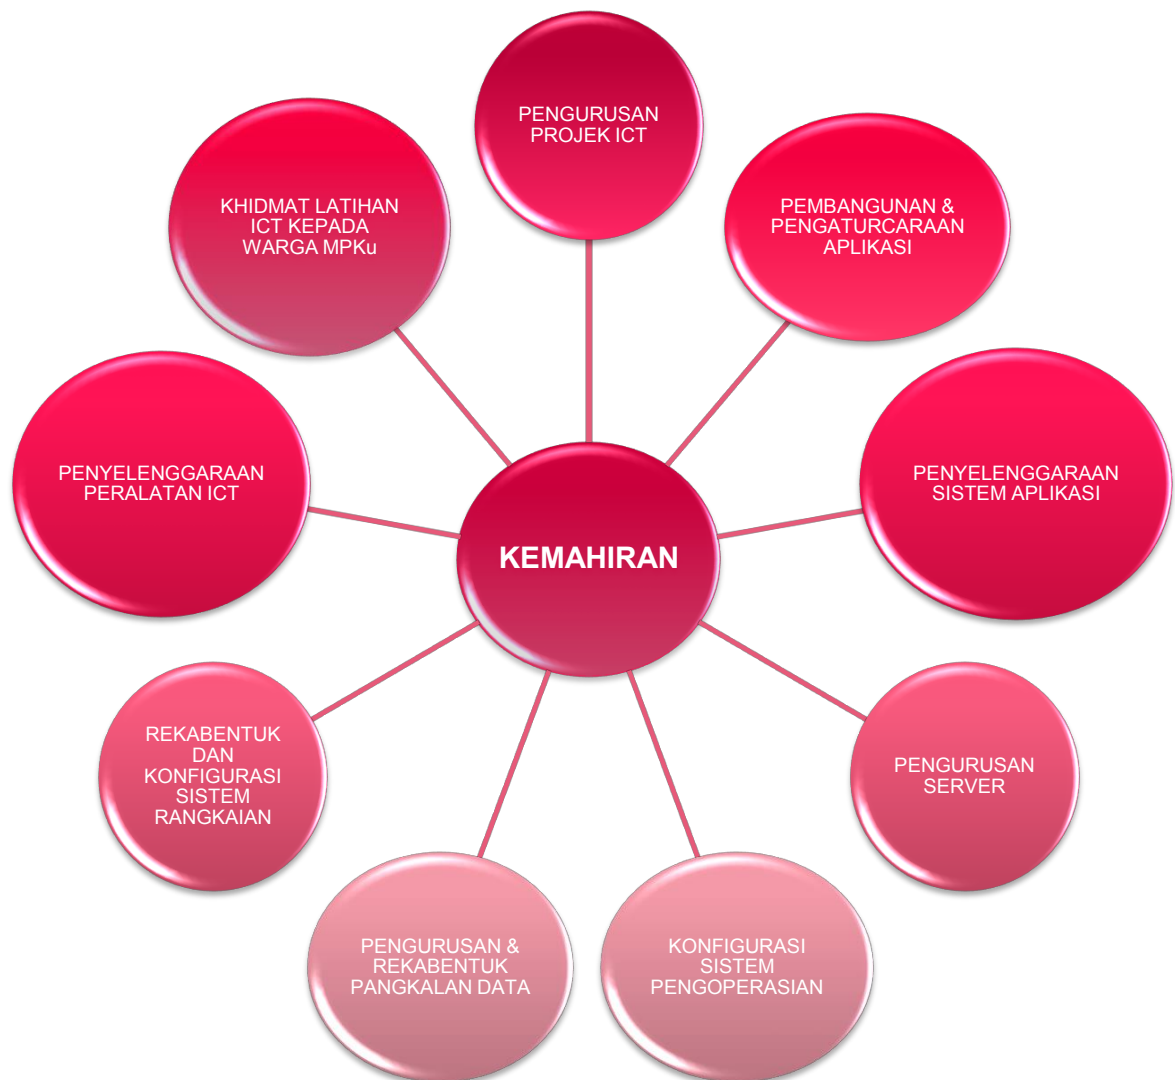 PENGURUSAN
PROJEK ICT
PEMBANGUNAN &
PENGATURCARAAN
APLIKASI
PENYELENGGARAAN
SISTEM APLIKASI
PENGURUSAN
SERVER
KONFIGURASI
SISTEM
PENGOPERASIAN
PENGURUSAN &
REKABENTUK
PANGKALAN DATA
REKABENTUK
DAN
KONFIGURASI
SISTEM
RANGKAIAN
PENYELENGGARAAN
PERALATAN ICT
KHIDMAT LATIHAN
ICT KEPADA
WARGA MPKu
KEMAHIRAN